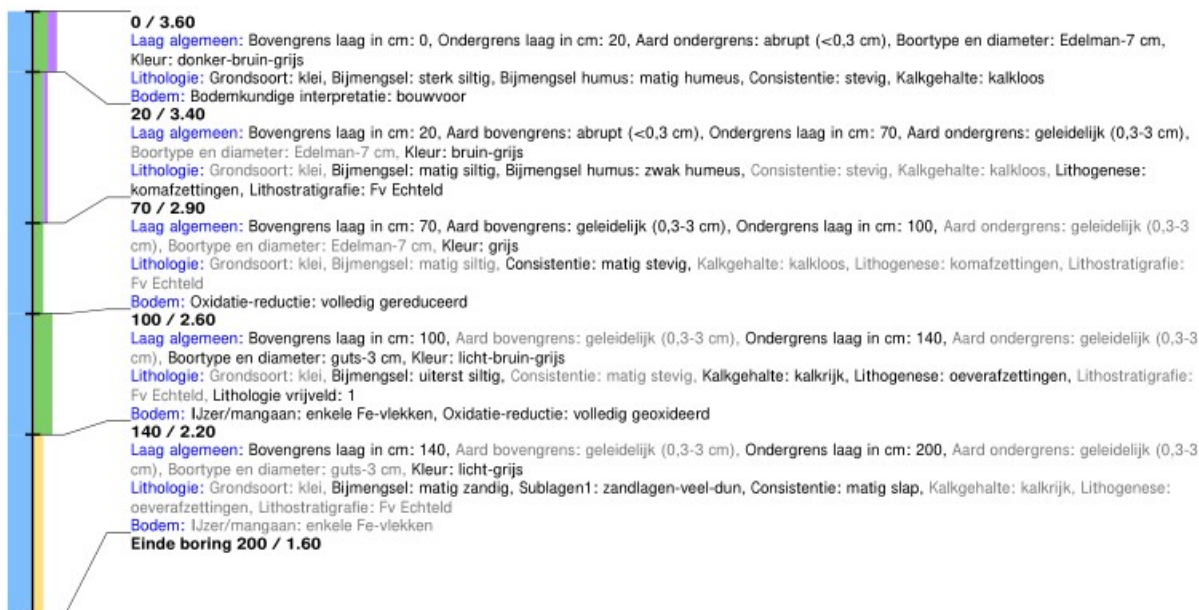 0 / 3.60
Laag algemeen: Bovengrens laag in cm: 0, Ondergrens laag in cm: 20, Aard ondergrens: abrupt (<0,3 cm), Boortype en diameter: Edelman-7 cm,
Kleur: donker-bruin-grijs
Lithologie: Grondsoort: klei, Bijmengsel: sterk siltig, Bijmengsel humus: matig humeus, Consistentie: stevig, Kalkgehalte: kalkloos
Bodem: Bodemkundige interpretatie: bouwvoor
20 / 3.40
Laag algemeen: Bovengrens laag in cm: 20, Aard bovengrens: abrupt (<0,3 cm), Ondergrens laag in cm: 70, Aard ondergrens: geleidelijk (0,3-3 cm),
Boortype en diameter: Edelman-7 cm, Kleur: bruin-grijs
Lithologie: Grondsoort: klei, Bijmengsel: matig siltig, Bijmengsel humus: zwak humeus, Consistentie: stevig, Kalkgehalte: kalkloos, Lithogenese:
komafzettingen, Lithostratigrafie: Fv Echteld
70 / 2.90
Laag algemeen: Bovengrens laag in cm: 70, Aard bovengrens: geleidelijk (0,3-3 cm), Ondergrens laag in cm: 100, Aard ondergrens: geleidelijk (0,3-3
cm), Boortype en diameter: Edelman-7 cm, Kleur: grijs
Lithologie: Grondsoort: klei, Bijmengsel: matig siltig, Consistentie: matig stevig, Kalkgehalte: kalkloos, Lithogenese: komafzettingen, Lithostratigrafie:
Fv Echteld
Bodem: Oxidatie-reductie: volledig gereduceerd
100 / 2.60
Laag algemeen: Bovengrens laag in cm: 100, Aard bovengrens: geleidelijk (0,3-3 cm), Ondergrens laag in cm: 140, Aard ondergrens: geleidelijk (0,3-3
cm), Boortype en diameter: guts-3 cm, Kleur: licht-bruin-grijs
Lithologie: Grondsoort: klei, Bijmengsel: uiterst siltig, Consistentie: matig stevig, Kalkgehalte: kalkrijk, Lithogenese: oeverafzettingen, Lithostratigrafie:
Fv Echteld, Lithologie vrijveld: 1
Bodem: IJzer/mangaan: enkele Fe-vlekken, Oxidatie-reductie: volledig geoxideerd
140 / 2.20
Laag algemeen: Bovengrens laag in cm: 140, Aard bovengrens: geleidelijk (0,3-3 cm), Ondergrens laag in cm: 200, Aard ondergrens: geleidelijk (0,3-3
cm), Boortype en diameter: guts-3 cm, Kleur: licht-grijs
Lithologie: Grondsoort: klei, Bijmengsel: matig zandig, Sublagen1: zandlagen-veel-dun, Consistentie: matig slap, Kalkgehalte: kalkrijk, Lithogenese:
oeverafzettingen, Lithostratigrafie: Fv Echteld
Bodem: IJzer/mangaan: enkele Fe-vlekken
Einde boring 200 / 1.60